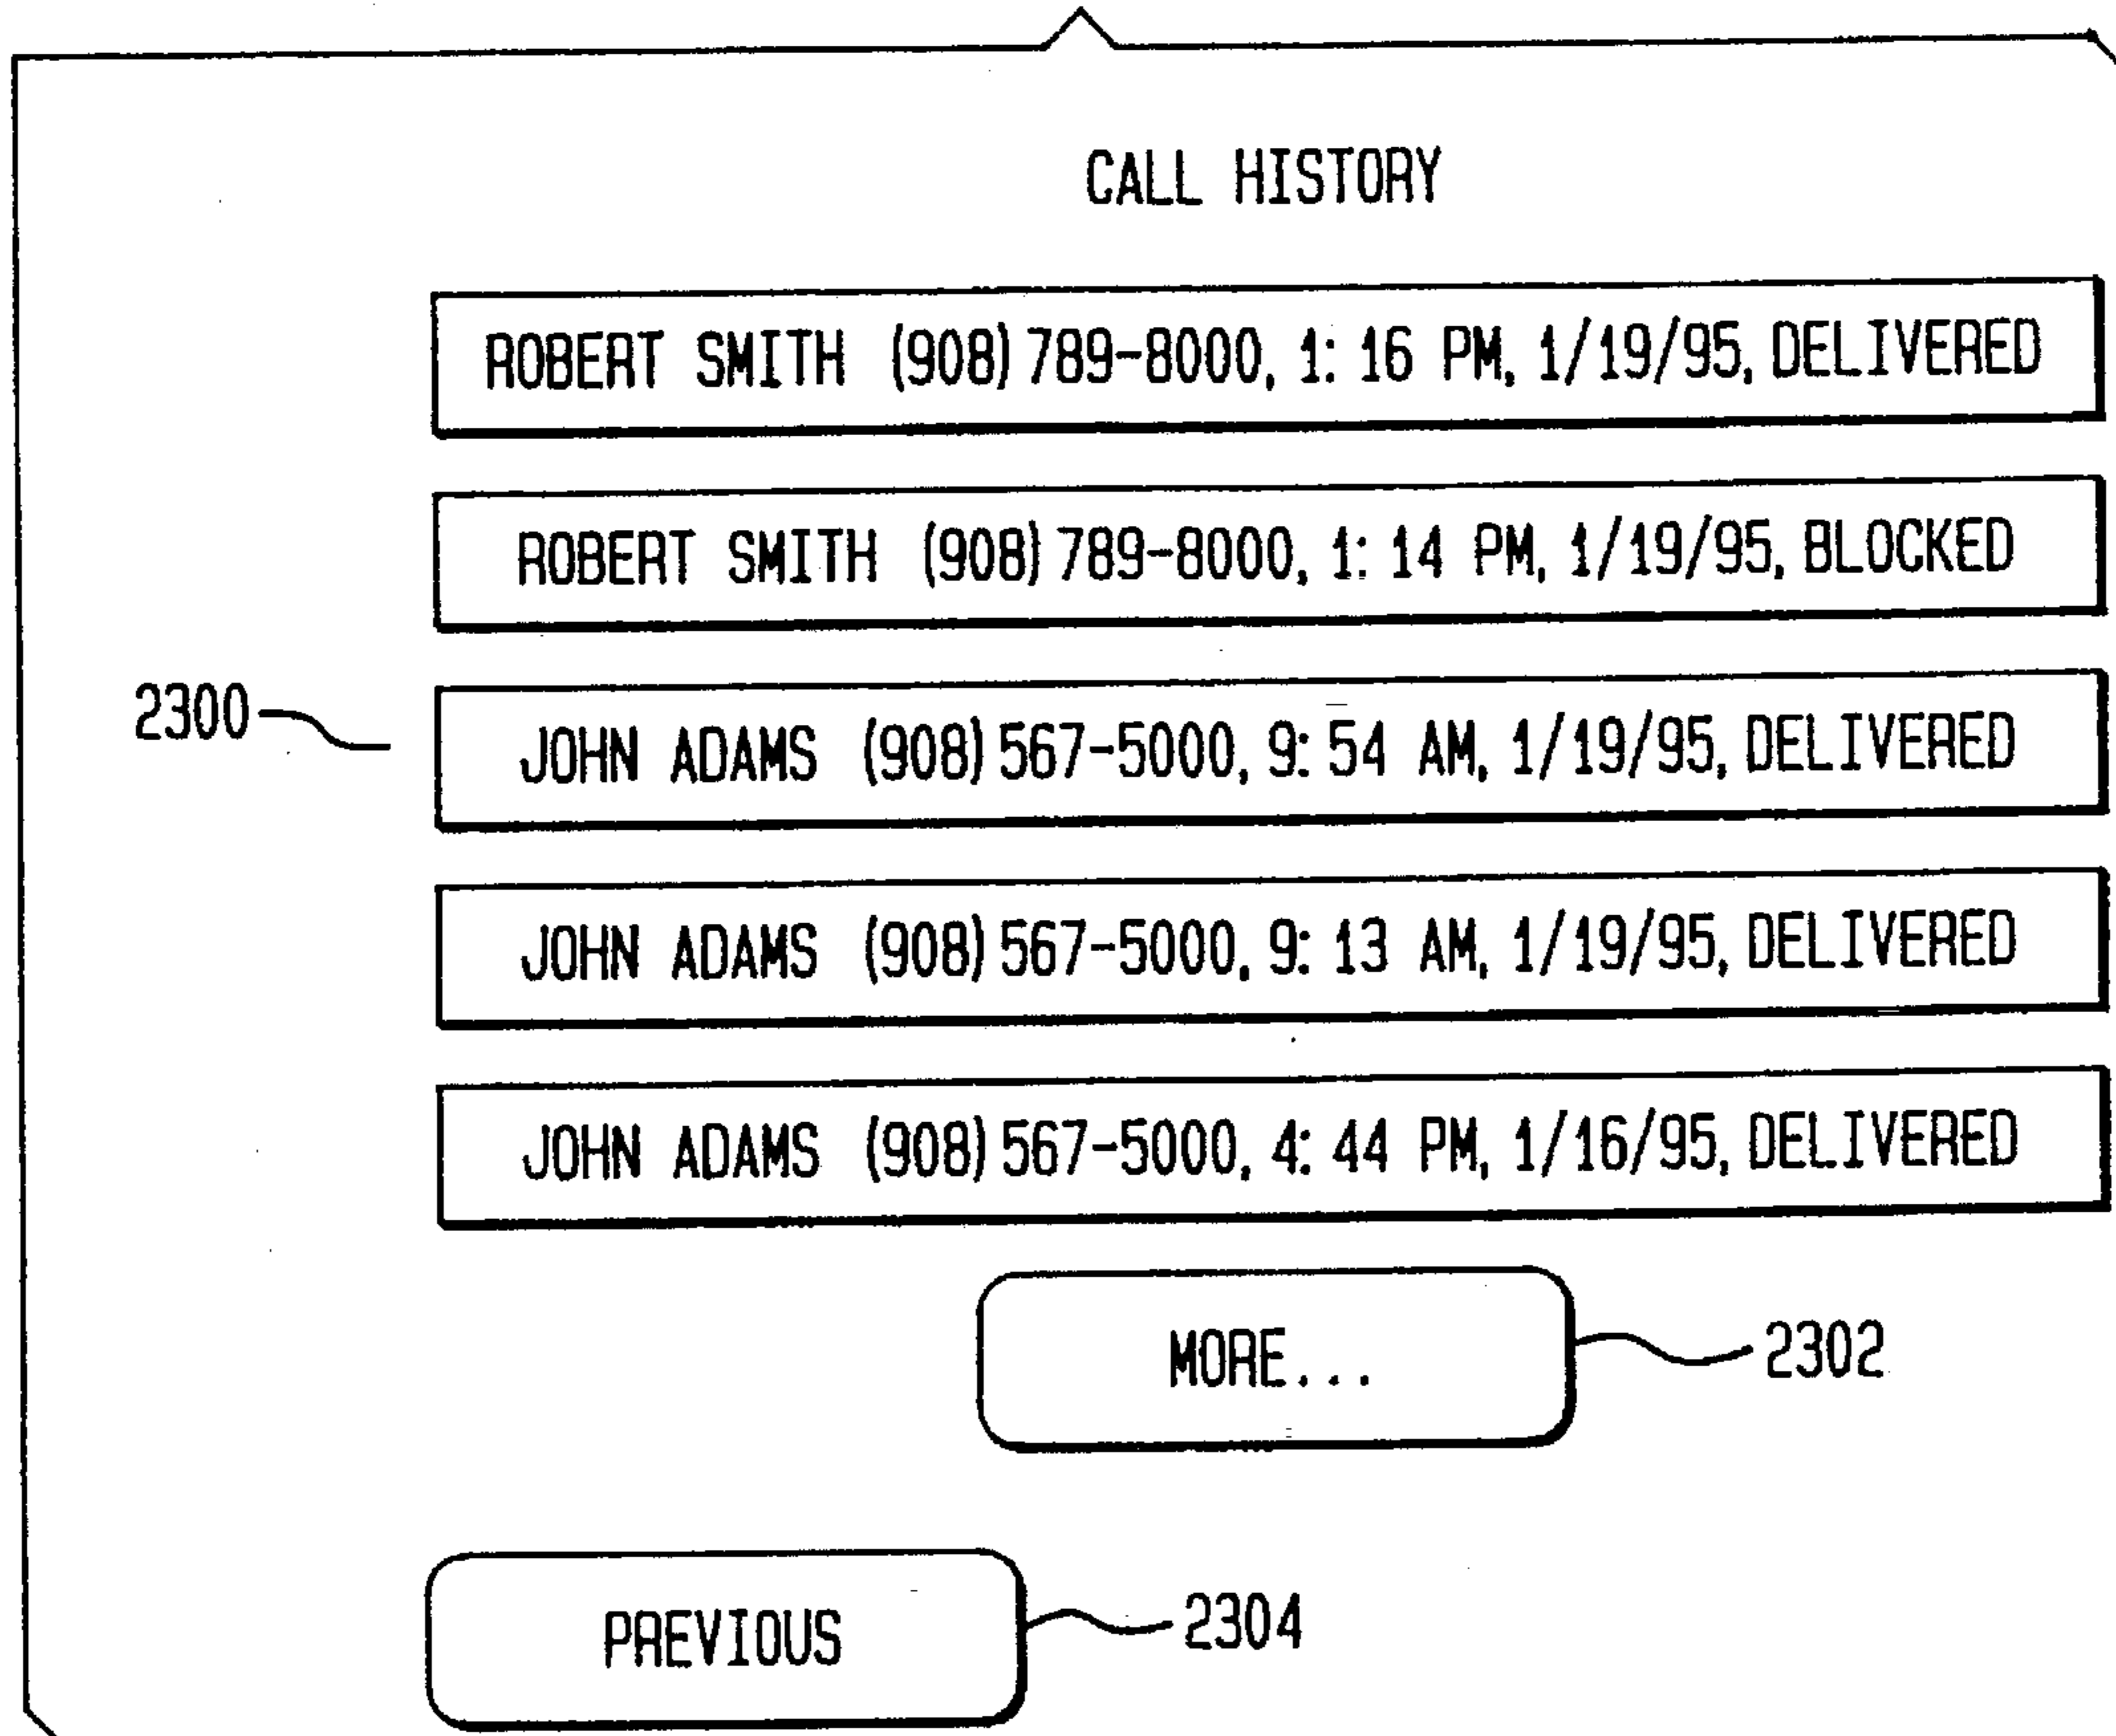 CALL HISTORY
ROBERT SMITH (908) 789-8000, 1: 16 PM, 1/19/95, DELIVERED
ROBERT SMITH (908) 789-8000, 1: 14 PM, 1/19/95, BLOCKED
2300
JOHN ADAMS (908) 567-5000, 9: 54 AM, 1/19/95, DELIVERED
JOHN ADAMS (908) 567-5000, 9: 13 AM, 1/19/95, DELIVERED
JOHN ADAMS (908) 567-5000, 4: 44 PM, 1/16/95, DELIVERED
MORE...
2302
PREVIOUS
2304